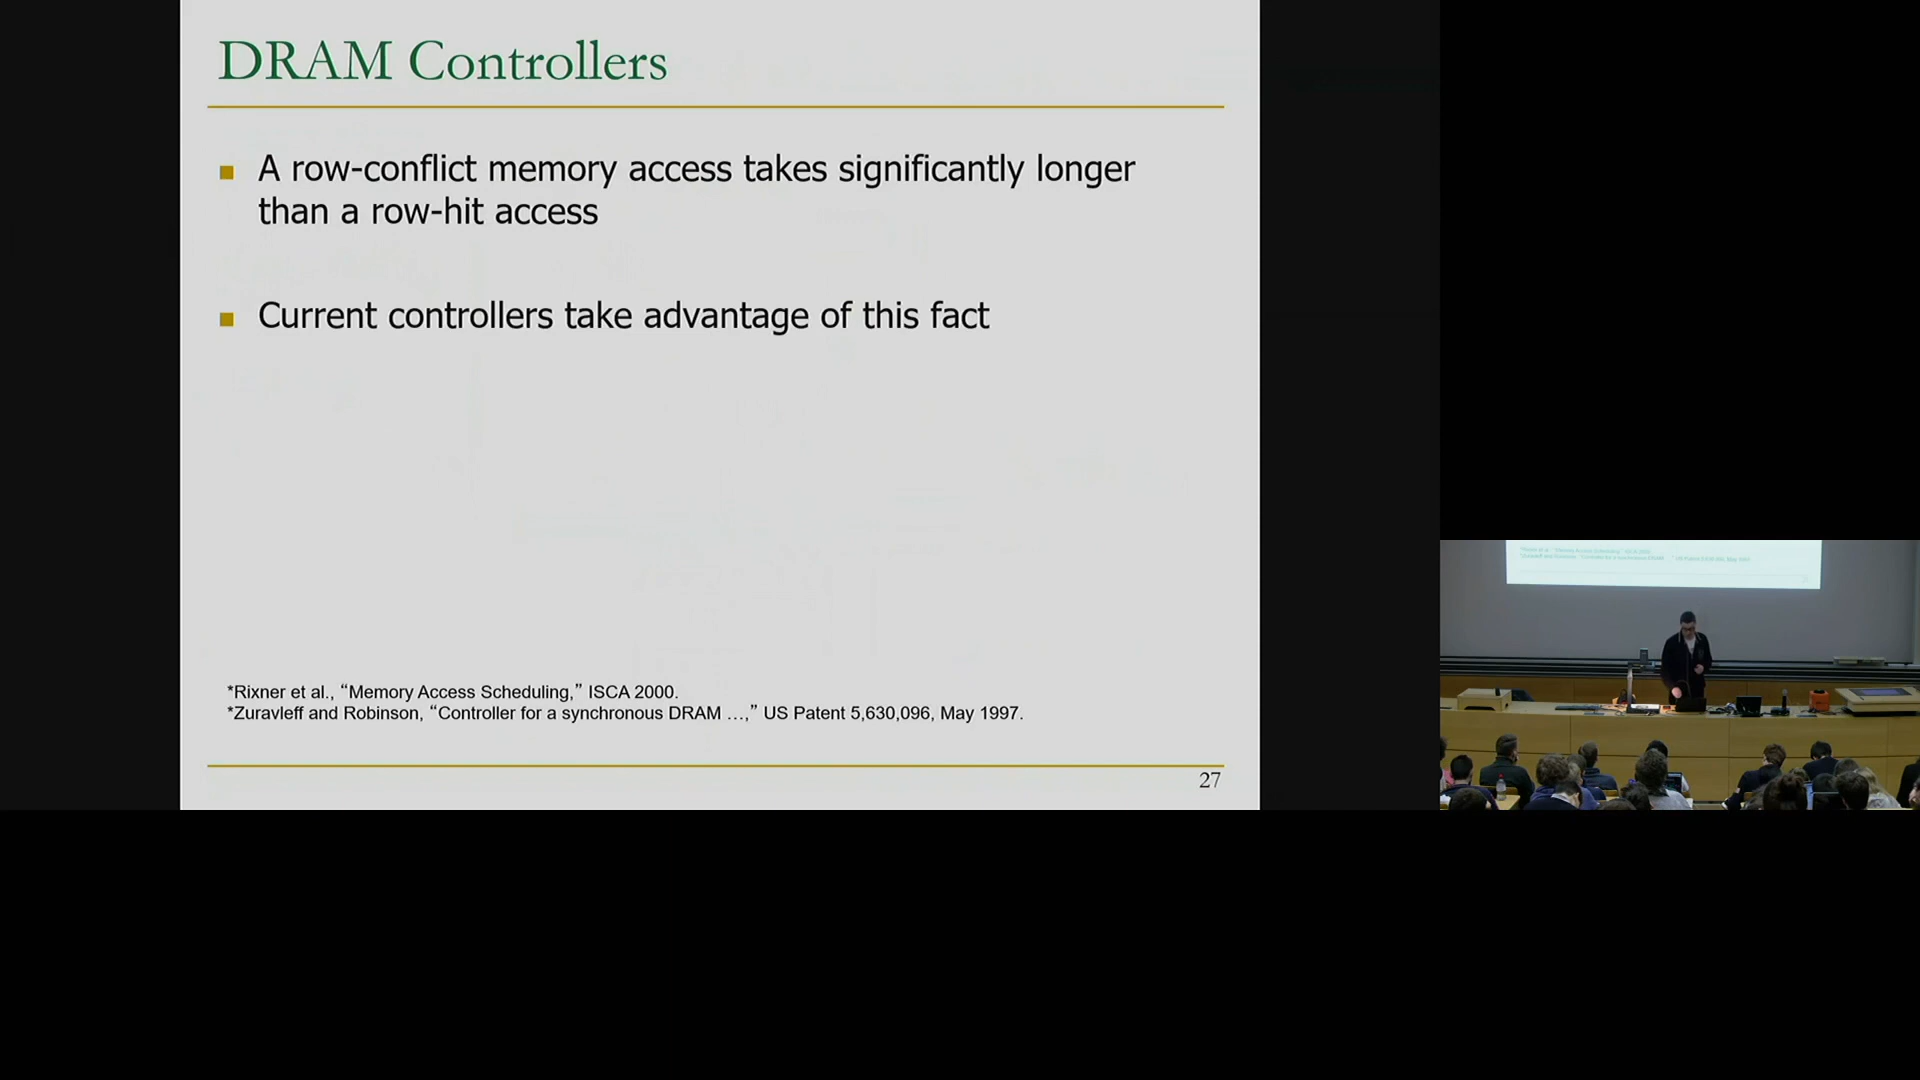 DRAM Controllers
■ A row-conflict memory access takes significantly longer
than a row-hit access
■ Current controllers take advantage of this fact
*Rixner et al., “Memory Access Scheduling,” ISCA 2000.
*Zuravleff and Robinson, “Controller for a synchronous DRAM …,” US Patent 5,630,096, May 1997.
27